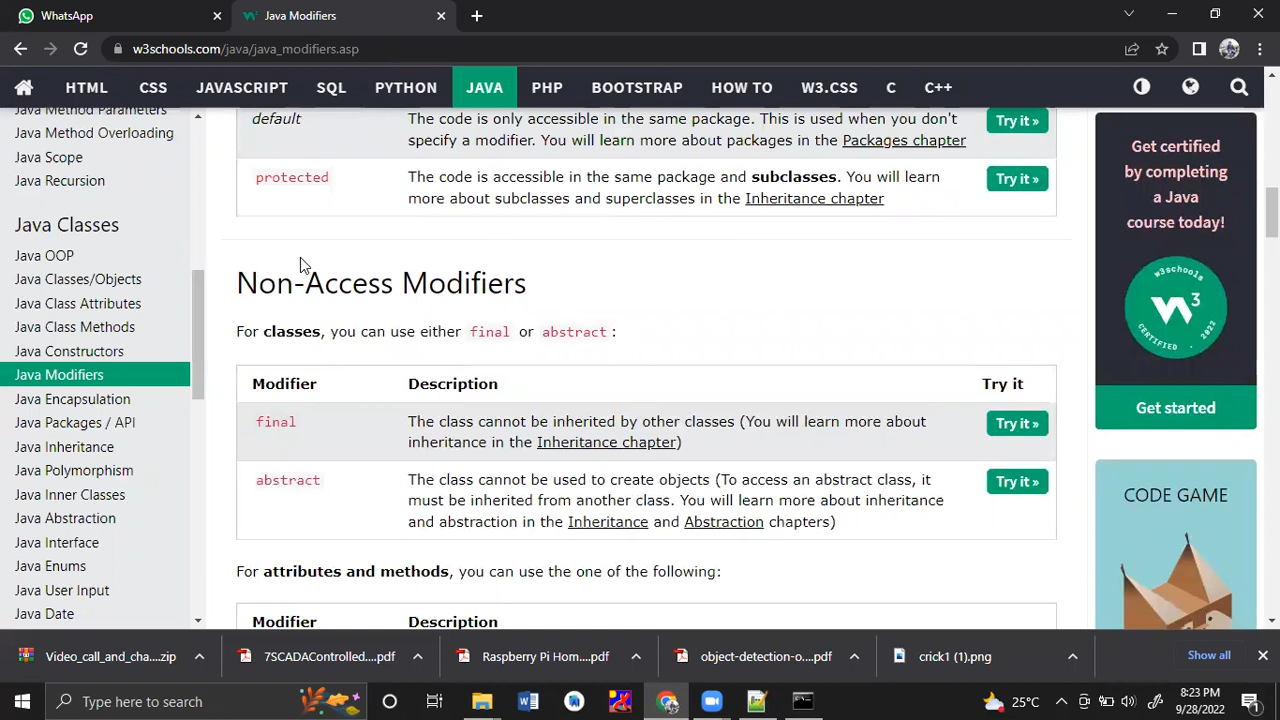 WhatsApp
Java Modifiers
w3schools.com/java/java_modifiers.asp
HTML CSS JAVASCRIPT SQL PYTHON JAVA PHP BOOTSTRAP HOW TO W3.CSS C C++
Java Method Parameters
Java Method Overloading
Java Scope
Java Recursion
Java Classes
Java OOP
Java Classes/Objects
Java Class Attributes
Java Class Methods
Java Constructors
Java Modifiers
Java Encapsulation
Java Packages / API
Java Inheritance
Java Polymorphism
Java Inner Classes
Java Abstraction
Java Interface
Java Enums
Java User Input
Java Date
default The code is only accessible in the same package. This is used when you don't Try it »
specify a modifier. You will learn more about packages in the Packages chapter
protected The code is accessible in the same package and subclasses. You will learn Try it »
more about subclasses and superclasses in the Inheritance chapter
Non-Access Modifiers
For classes, you can use either final or abstract:
Modifier Description Try it
final The class cannot be inherited by other classes (You will learn more about Try it »
inheritance in the Inheritance chapter)
abstract The class cannot be used to create objects (To access an abstract class, it Try it »
must be inherited from another class. You will learn more about inheritance
and abstraction in the Inheritance and Abstraction chapters)
For attributes and methods, you can use the one of the following:
Modifier Description
Get certified
by completing
a Java
course today!
w3schools
W3
CERTIFIED . 2022
Get started
CODE GAME
Video_call_and_cha....zip
7SCADAControlled....pdf
Raspberry Pi Hom....pdf
object-detection-o....pdf
crick1 (1).png
Show all
Type here to search
25°C
8:23 PM
9/28/2022
1